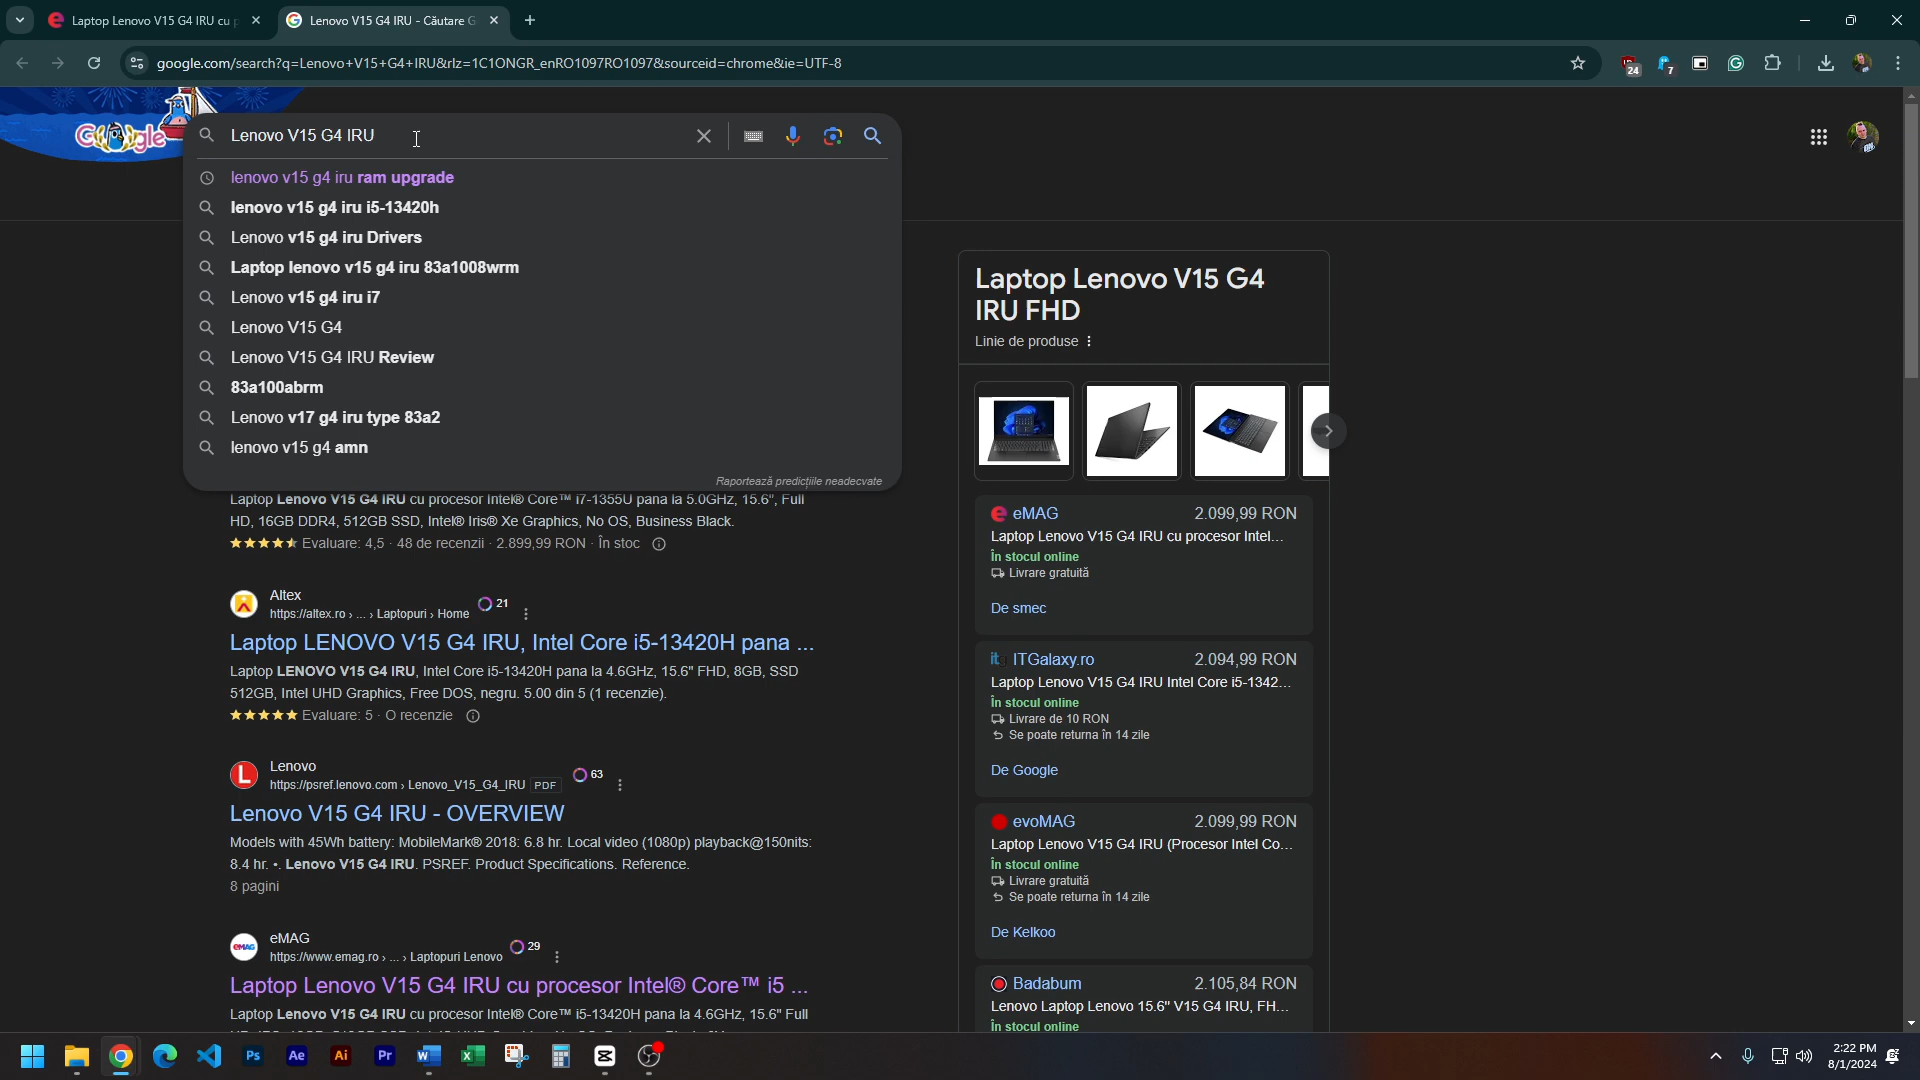 Laptop Lenovo V15 G4 IRU cu p
Lenovo V15 G4 IRU - Căutare G
google.com/search?q=Lenovo+V15+G4+IRU&rlz=1C1ONGR_enRO1097RO1097&sourceid=chrome&ie=UTF-8
24
7
Google
Lenovo V15 G4 IRU
lenovo v15 g4 iru ram upgrade
lenovo v15 g4 iru i5-13420h
Lenovo v15 g4 iru Drivers
Laptop lenovo v15 g4 iru 83a1008wrm
Lenovo v15 g4 iru i7
Lenovo V15 G4
Lenovo V15 G4 IRU Review
83a100abrm
Lenovo v17 g4 iru type 83a2
lenovo v15 g4 amn
Raportează predicțiile neadecvate
Laptop Lenovo V15 G4 IRU cu procesor Intel® Core™ i7-1355U pana la 5.0GHz, 15.6", Full
HD, 16GB DDR4, 512GB SSD, Intel® Iris® Xe Graphics, No OS, Business Black.
Evaluare: 4,5 · 48 de recenzii · 2.899,99 RON · În stoc
Altex
https://altex.ro › ... › Laptopuri › Home
21
Laptop LENOVO V15 G4 IRU, Intel Core i5-13420H pana ...
Laptop LENOVO V15 G4 IRU, Intel Core i5-13420H pana la 4.6GHz, 15.6" FHD, 8GB, SSD
512GB, Intel UHD Graphics, Free DOS, negru. 5.00 din 5 (1 recenzie).
Evaluare: 5 · O recenzie
Lenovo
https://psref.lenovo.com › Lenovo_V15_G4_IRU PDF
63
Lenovo V15 G4 IRU - OVERVIEW
Models with 45Wh battery: MobileMark® 2018: 6.8 hr. Local video (1080p) playback@150nits:
8.4 hr. •. Lenovo V15 G4 IRU. PSREF. Product Specifications. Reference.
8 pagini
eMAG
https://www.emag.ro › ... › Laptopuri Lenovo
29
Laptop Lenovo V15 G4 IRU cu procesor Intel® Core™ i5 ...
Laptop Lenovo V15 G4 IRU cu procesor Intel® Core™ i5-13420H pana la 4.6GHz, 15.6" Full
Laptop Lenovo V15 G4
IRU FHD
Linie de produse
eMAG 2.099,99 RON
Laptop Lenovo V15 G4 IRU cu procesor Intel...
În stocul online
Livrare gratuită
De smec
ITGalaxy.ro 2.094,99 RON
Laptop Lenovo V15 G4 IRU Intel Core i5-1342...
În stocul online
Livrare de 10 RON
Se poate returna în 14 zile
De Google
evoMAG 2.099,99 RON
Laptop Lenovo V15 G4 IRU (Procesor Intel Co...
În stocul online
Livrare gratuită
Se poate returna în 14 zile
De Kelkoo
Badabum 2.105,84 RON
Lenovo Laptop Lenovo 15.6" V15 G4 IRU, FH...
În stocul online
Ps
Ae
Ai
Pr
2:22 PM
8/1/2024